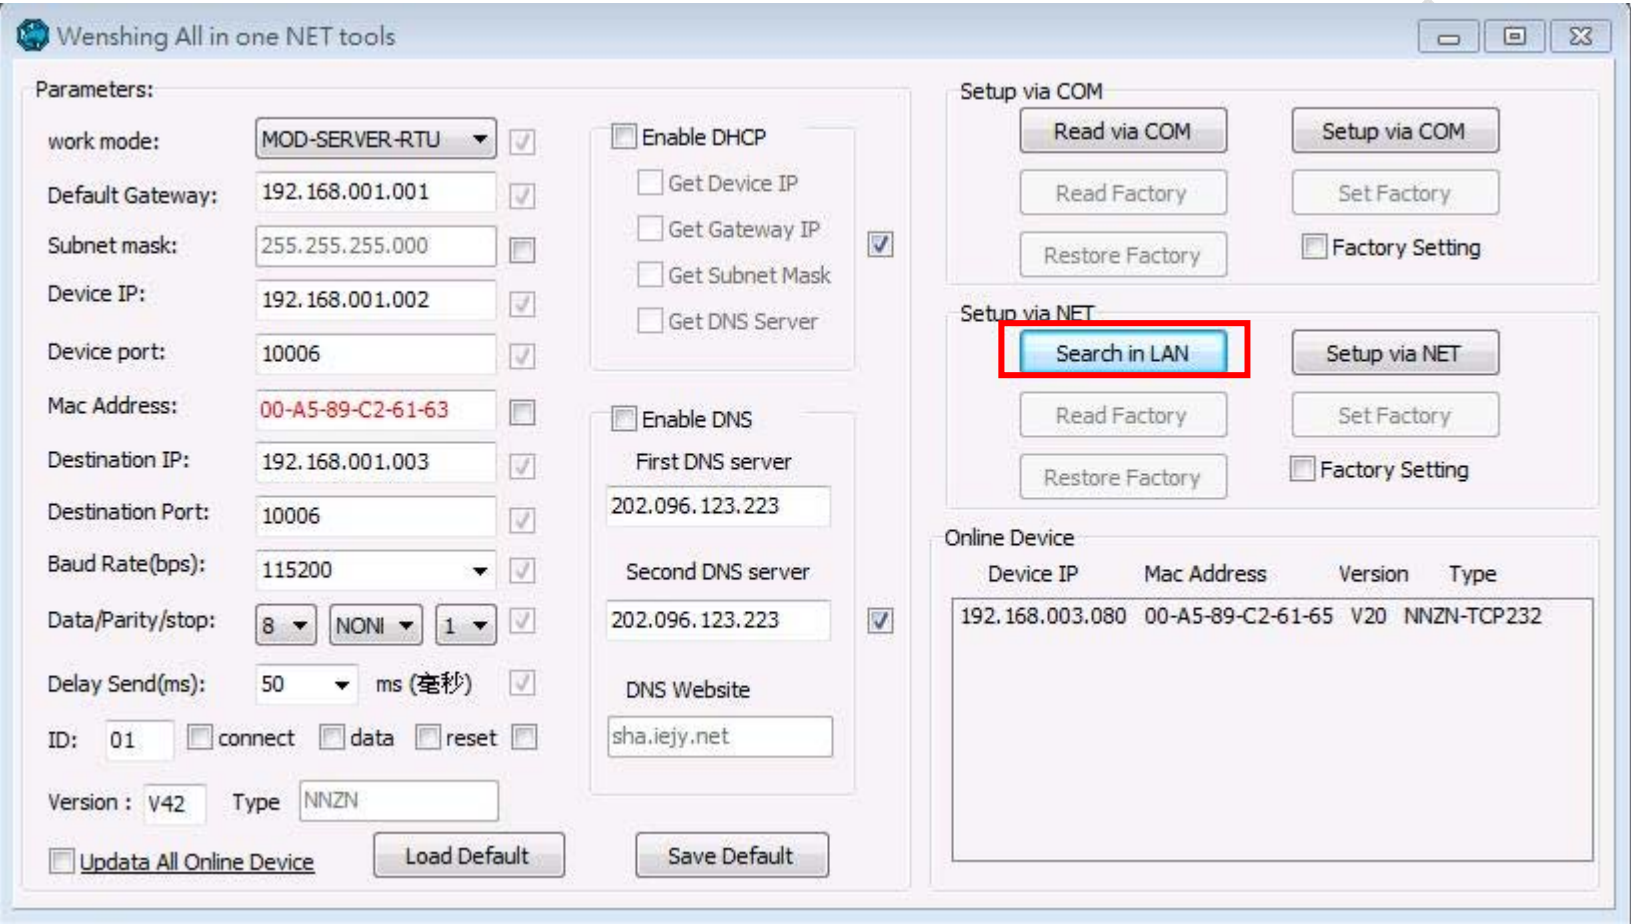 Wenshing All in one NET tools
Parameters:
work mode: MOD-SERVER-RTU
Default Gateway: 192.168.001.001
Subnet mask: 255.255.255.000
Device IP: 192.168.001.002
Device port: 10006
Mac Address: 00-A5-89-C2-61-63
Destination IP: 192.168.001.003
Destination Port: 10006
Baud Rate(bps): 115200
Data/Parity/stop: 8 NONI 1
Delay Send(ms): 50 ms (毫秒)
ID: 01 connect data reset
Version : V42 Type NNZN
Updata All Online Device Load Default Save Default
Enable DHCP
Get Device IP
Get Gateway IP
Get Subnet Mask
Get DNS Server
Enable DNS
First DNS server
202.096.123.223
Second DNS server
202.096.123.223
DNS Website
sha.iejy.net
Setup via COM
Read via COM Setup via COM
Read Factory Set Factory
Restore Factory Factory Setting
Setup via NET
Search in LAN Setup via NET
Read Factory Set Factory
Restore Factory Factory Setting
Online Device
Device IP Mac Address Version Type
192.168.003.080 00-A5-89-C2-61-65 V20 NNZN-TCP232